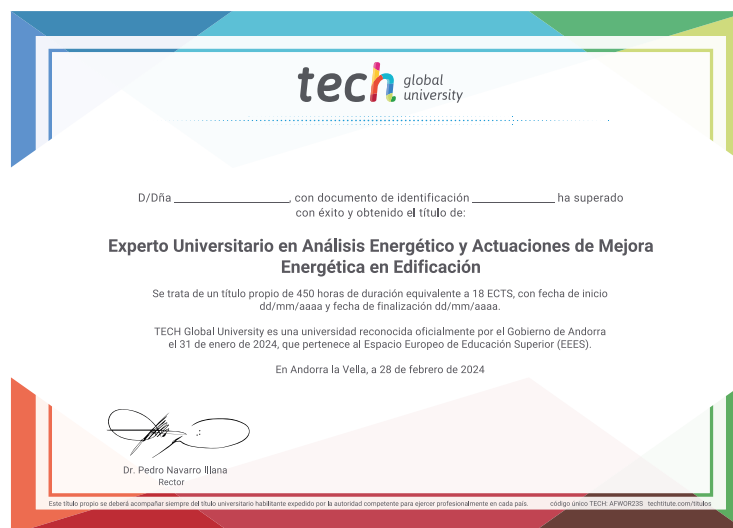 tech global university
D/Dña ________________, con documento de identificación ____________ ha superado
con éxito y obtenido el título de:
Experto Universitario en Análisis Energético y Actuaciones de Mejora
Energética en Edificación
Se trata de un título propio de 450 horas de duración equivalente a 18 ECTS, con fecha de inicio
dd/mm/aaaa y fecha de finalización dd/mm/aaaa.
TECH Global University es una universidad reconocida oficialmente por el Gobierno de Andorra
el 31 de enero de 2024, que pertenece al Espacio Europeo de Educación Superior (EEES).
En Andorra la Vella, a 28 de febrero de 2024
Dr. Pedro Navarro Illana
Rector
Este título propio se deberá acompañar siempre del título universitario habilitante expedido por la autoridad competente para ejercer profesionalmente en cada país. código único TECH: AFWOR23S techtitute.com/titulos